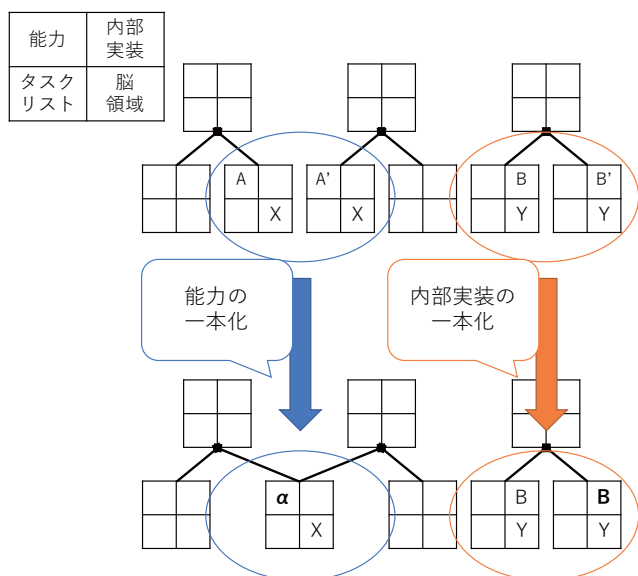 能力
内部
実装
タスク
リスト
脳
領域
A
X
A'
X
B
Y
B'
Y
能力の
一本化
内部実装の
一本化
α
X
B
Y
B
Y